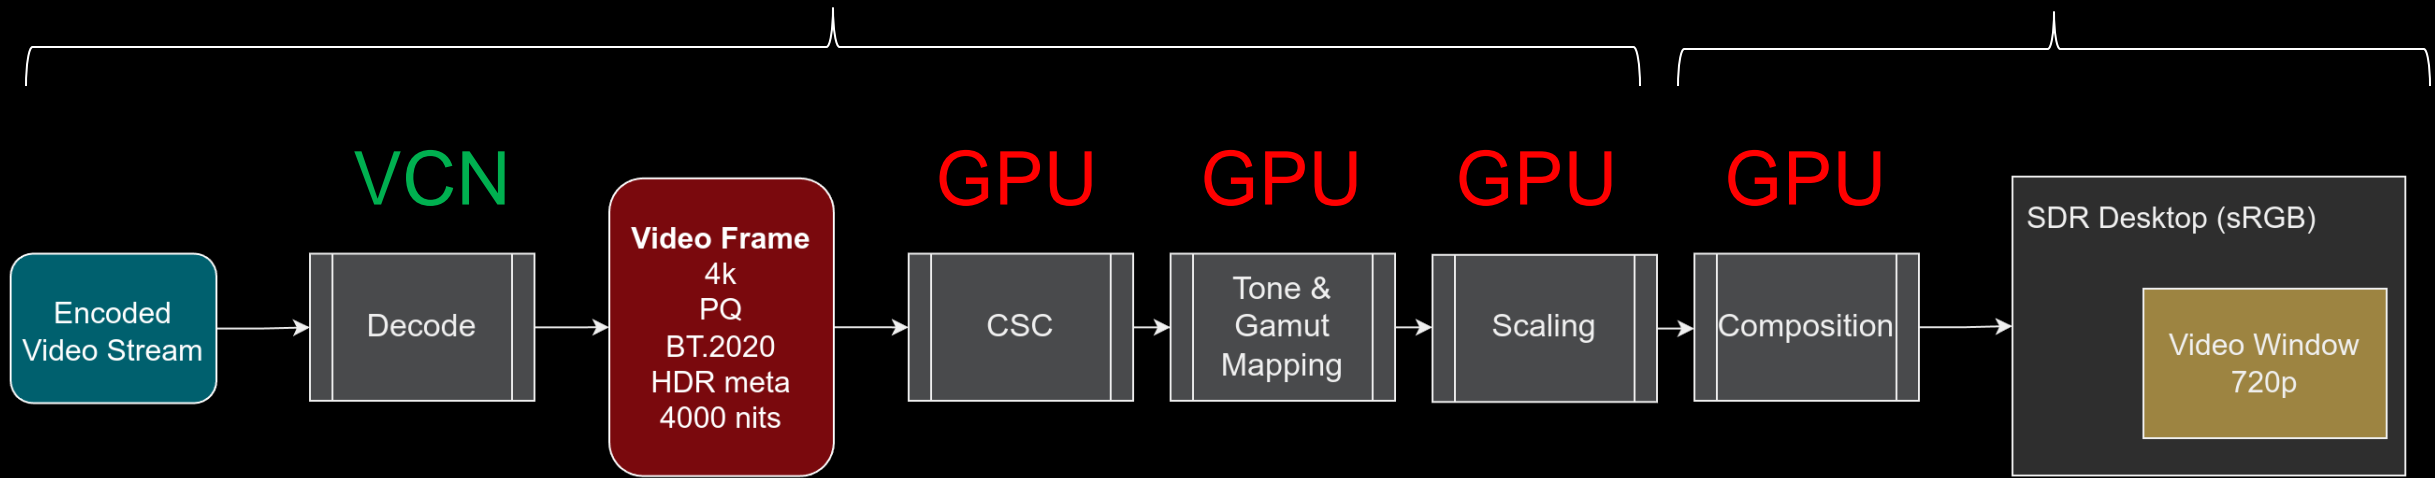 VCN
GPU
GPU
GPU
GPU
Encoded
Video Stream
Decode
Video Frame
4k
PQ
BT.2020
HDR meta
4000 nits
CSC
Tone &
Gamut
Mapping
Scaling
Composition
SDR Desktop (sRGB)
Video Window
720p